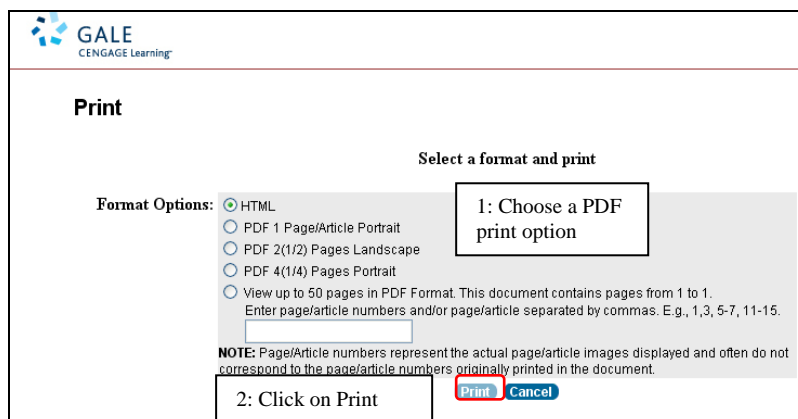 GALE
CENGAGE Learning™
Print
Select a format and print
Format Options:
HTML
1: Choose a PDF
print option
PDF 1 Page/Article Portrait
PDF 2(1/2) Pages Landscape
PDF 4(1/4) Pages Portrait
View up to 50 pages in PDF Format. This document contains pages from 1 to 1.
Enter page/article numbers and/or page/article separated by commas. E.g., 1,3, 5-7, 11-15.
NOTE: Page/Article numbers represent the actual page/article images displayed and often do not
correspond to the page/article numbers originally printed in the document.
2: Click on Print
Print Cancel